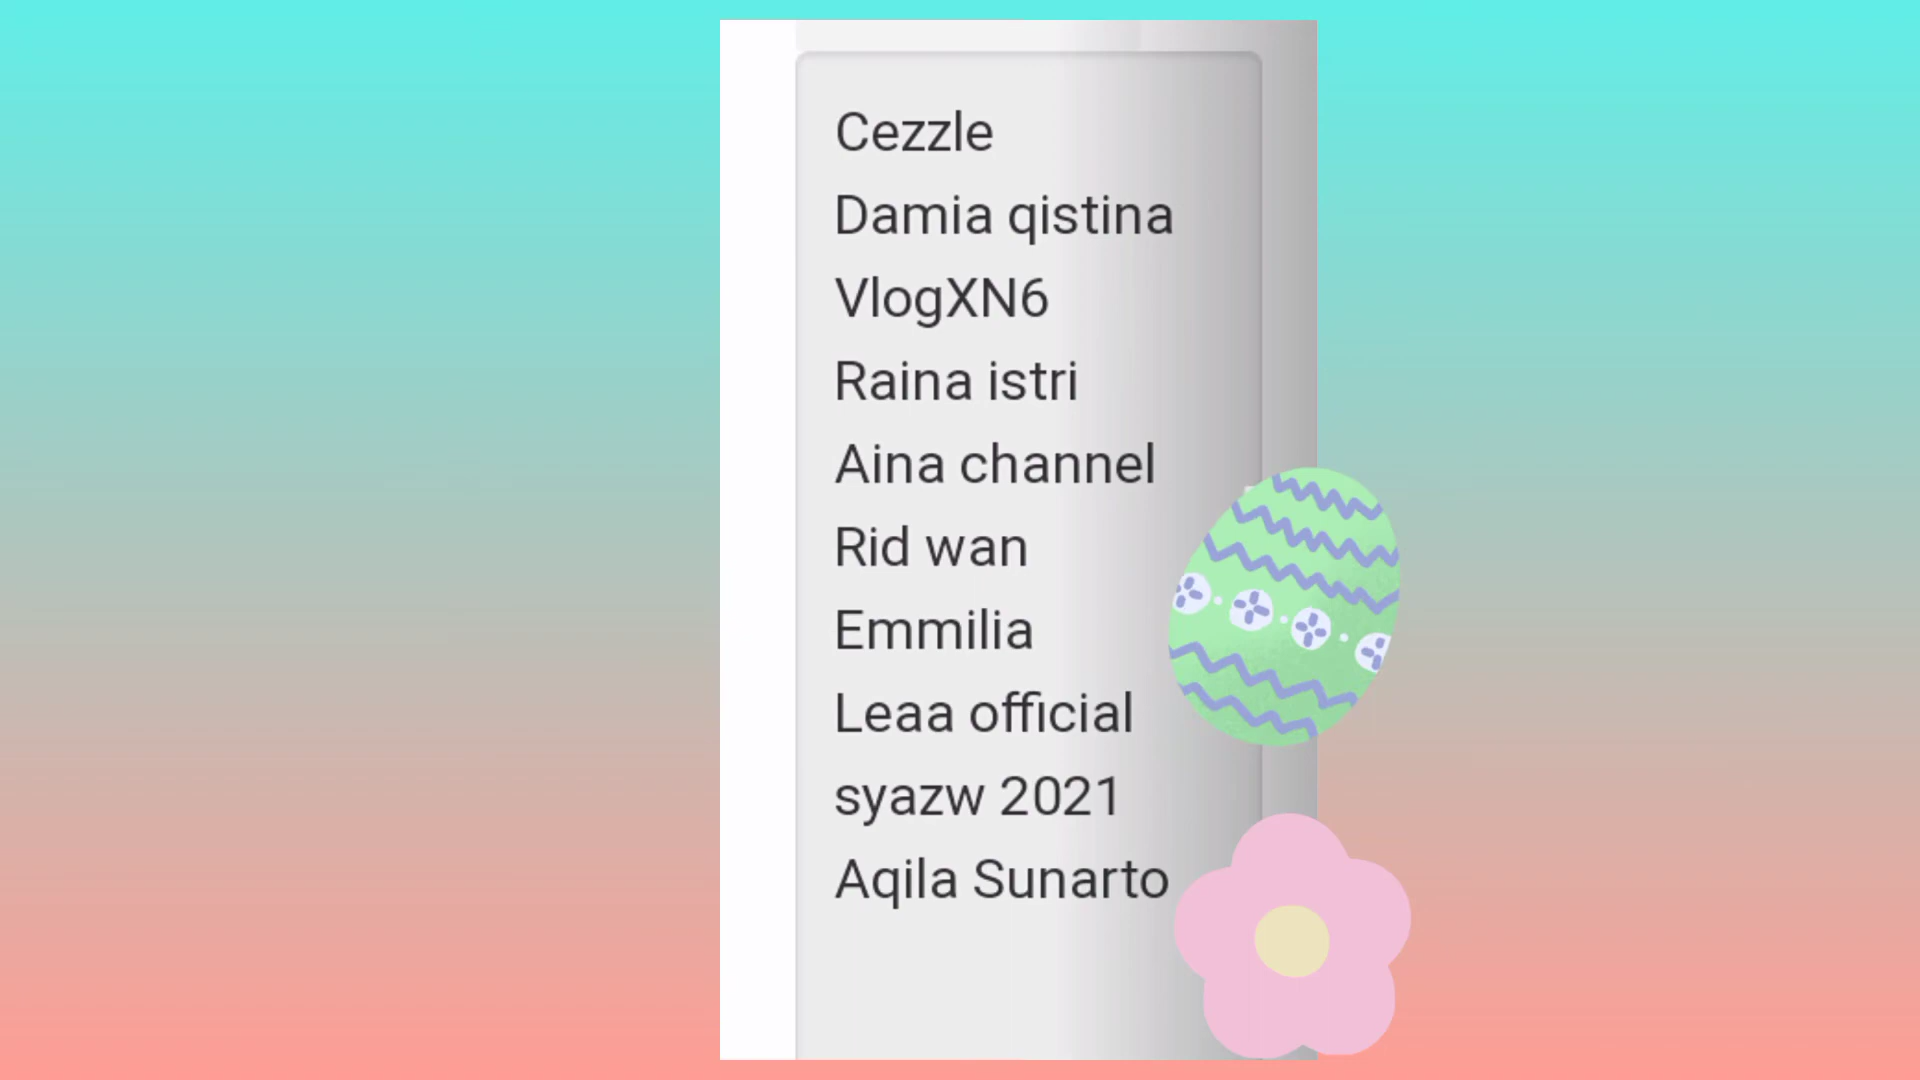 Cezzle
Damia qistina
VlogXN6
Raina istri
Aina channel
Rid wan
Emmilia
Leaa official
syazw 2021
Aqila Sunarto